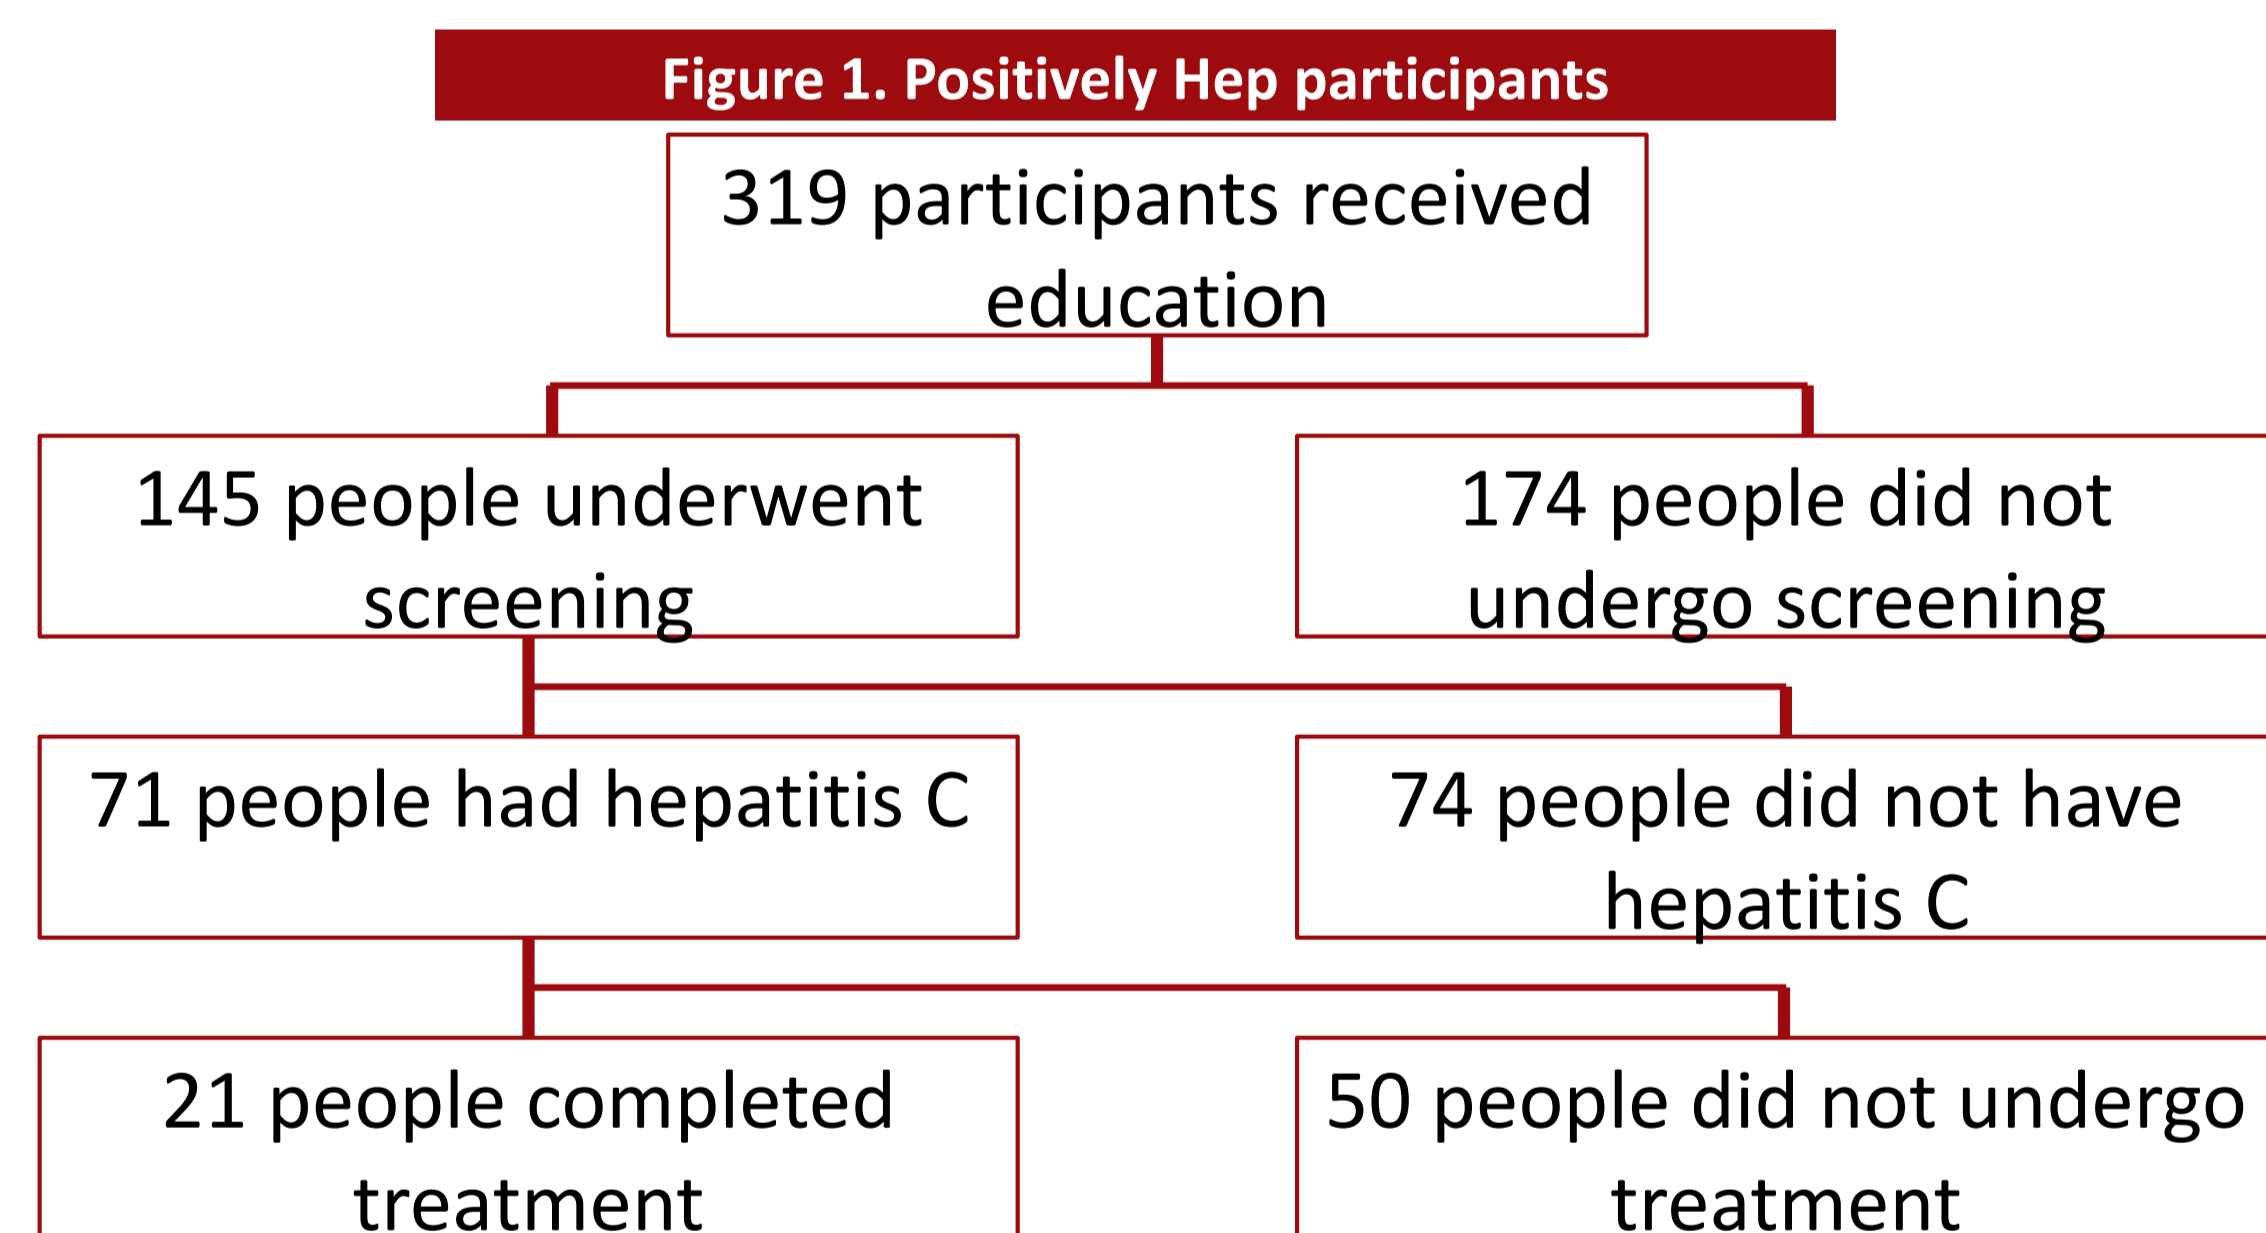 Figure 1. Positively Hep participants
319 participants received
education
145 people underwent
screening
174 people did not
undergo screening
71 people had hepatitis C
74 people did not have
hepatitis C
21 people completed
treatment
50 people did not undergo
treatment